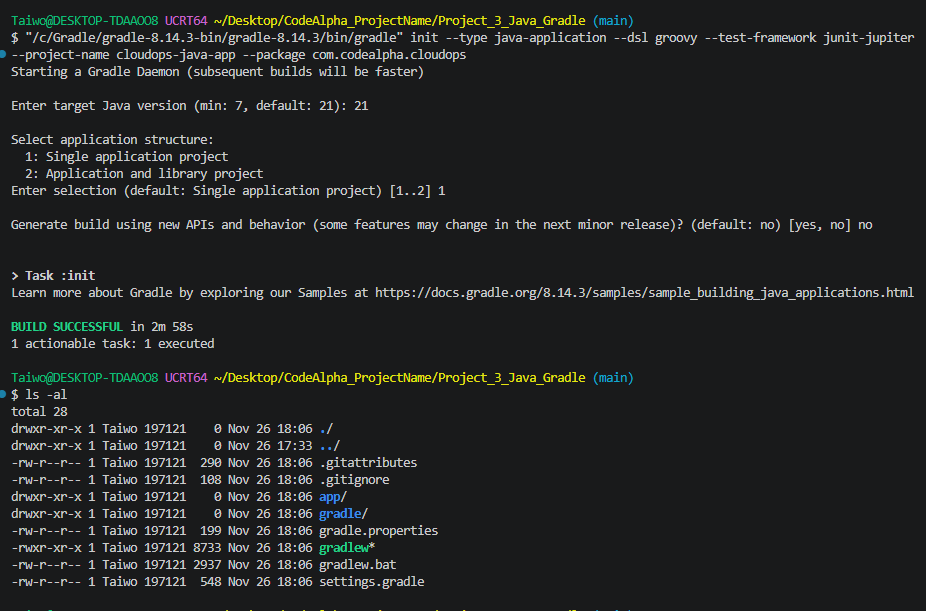 Taiwo@DESKTOP-TDAAOO8 UCRT64 ~/Desktop/CodeAlpha_ProjectName/Project_3_Java_Gradle (main)
$ "/c/Gradle/gradle-8.14.3-bin/gradle-8.14.3/bin/gradle" init --type java-application --dsl groovy --test-framework junit-jupiter
--project-name cloudops-java-app --package com.codealpha.cloudops
Starting a Gradle Daemon (subsequent builds will be faster)
Enter target Java version (min: 7, default: 21): 21
Select application structure:
  1: Single application project
  2: Application and library project
Enter selection (default: Single application project) [1..2] 1
Generate build using new APIs and behavior (some features may change in the next minor release)? (default: no) [yes, no] no
> Task :init
Learn more about Gradle by exploring our Samples at https://docs.gradle.org/8.14.3/samples/sample_building_java_applications.html
BUILD SUCCESSFUL in 2m 58s
1 actionable task: 1 executed
Taiwo@DESKTOP-TDAAOO8 UCRT64 ~/Desktop/CodeAlpha_ProjectName/Project_3_Java_Gradle (main)
$ ls -al
total 28
drwxr-xr-x 1 Taiwo 197121    0 Nov 26 18:06 ./
drwxr-xr-x 1 Taiwo 197121    0 Nov 26 17:33 ../
-rw-r--r-- 1 Taiwo 197121  290 Nov 26 18:06 .gitattributes
-rw-r--r-- 1 Taiwo 197121  108 Nov 26 18:06 .gitignore
drwxr-xr-x 1 Taiwo 197121    0 Nov 26 18:06 app/
drwxr-xr-x 1 Taiwo 197121    0 Nov 26 18:06 gradle/
-rw-r--r-- 1 Taiwo 197121  199 Nov 26 18:06 gradle.properties
-rwxr-xr-x 1 Taiwo 197121 8733 Nov 26 18:06 gradlew*
-rw-r--r-- 1 Taiwo 197121 2937 Nov 26 18:06 gradlew.bat
-rw-r--r-- 1 Taiwo 197121  548 Nov 26 18:06 settings.gradle